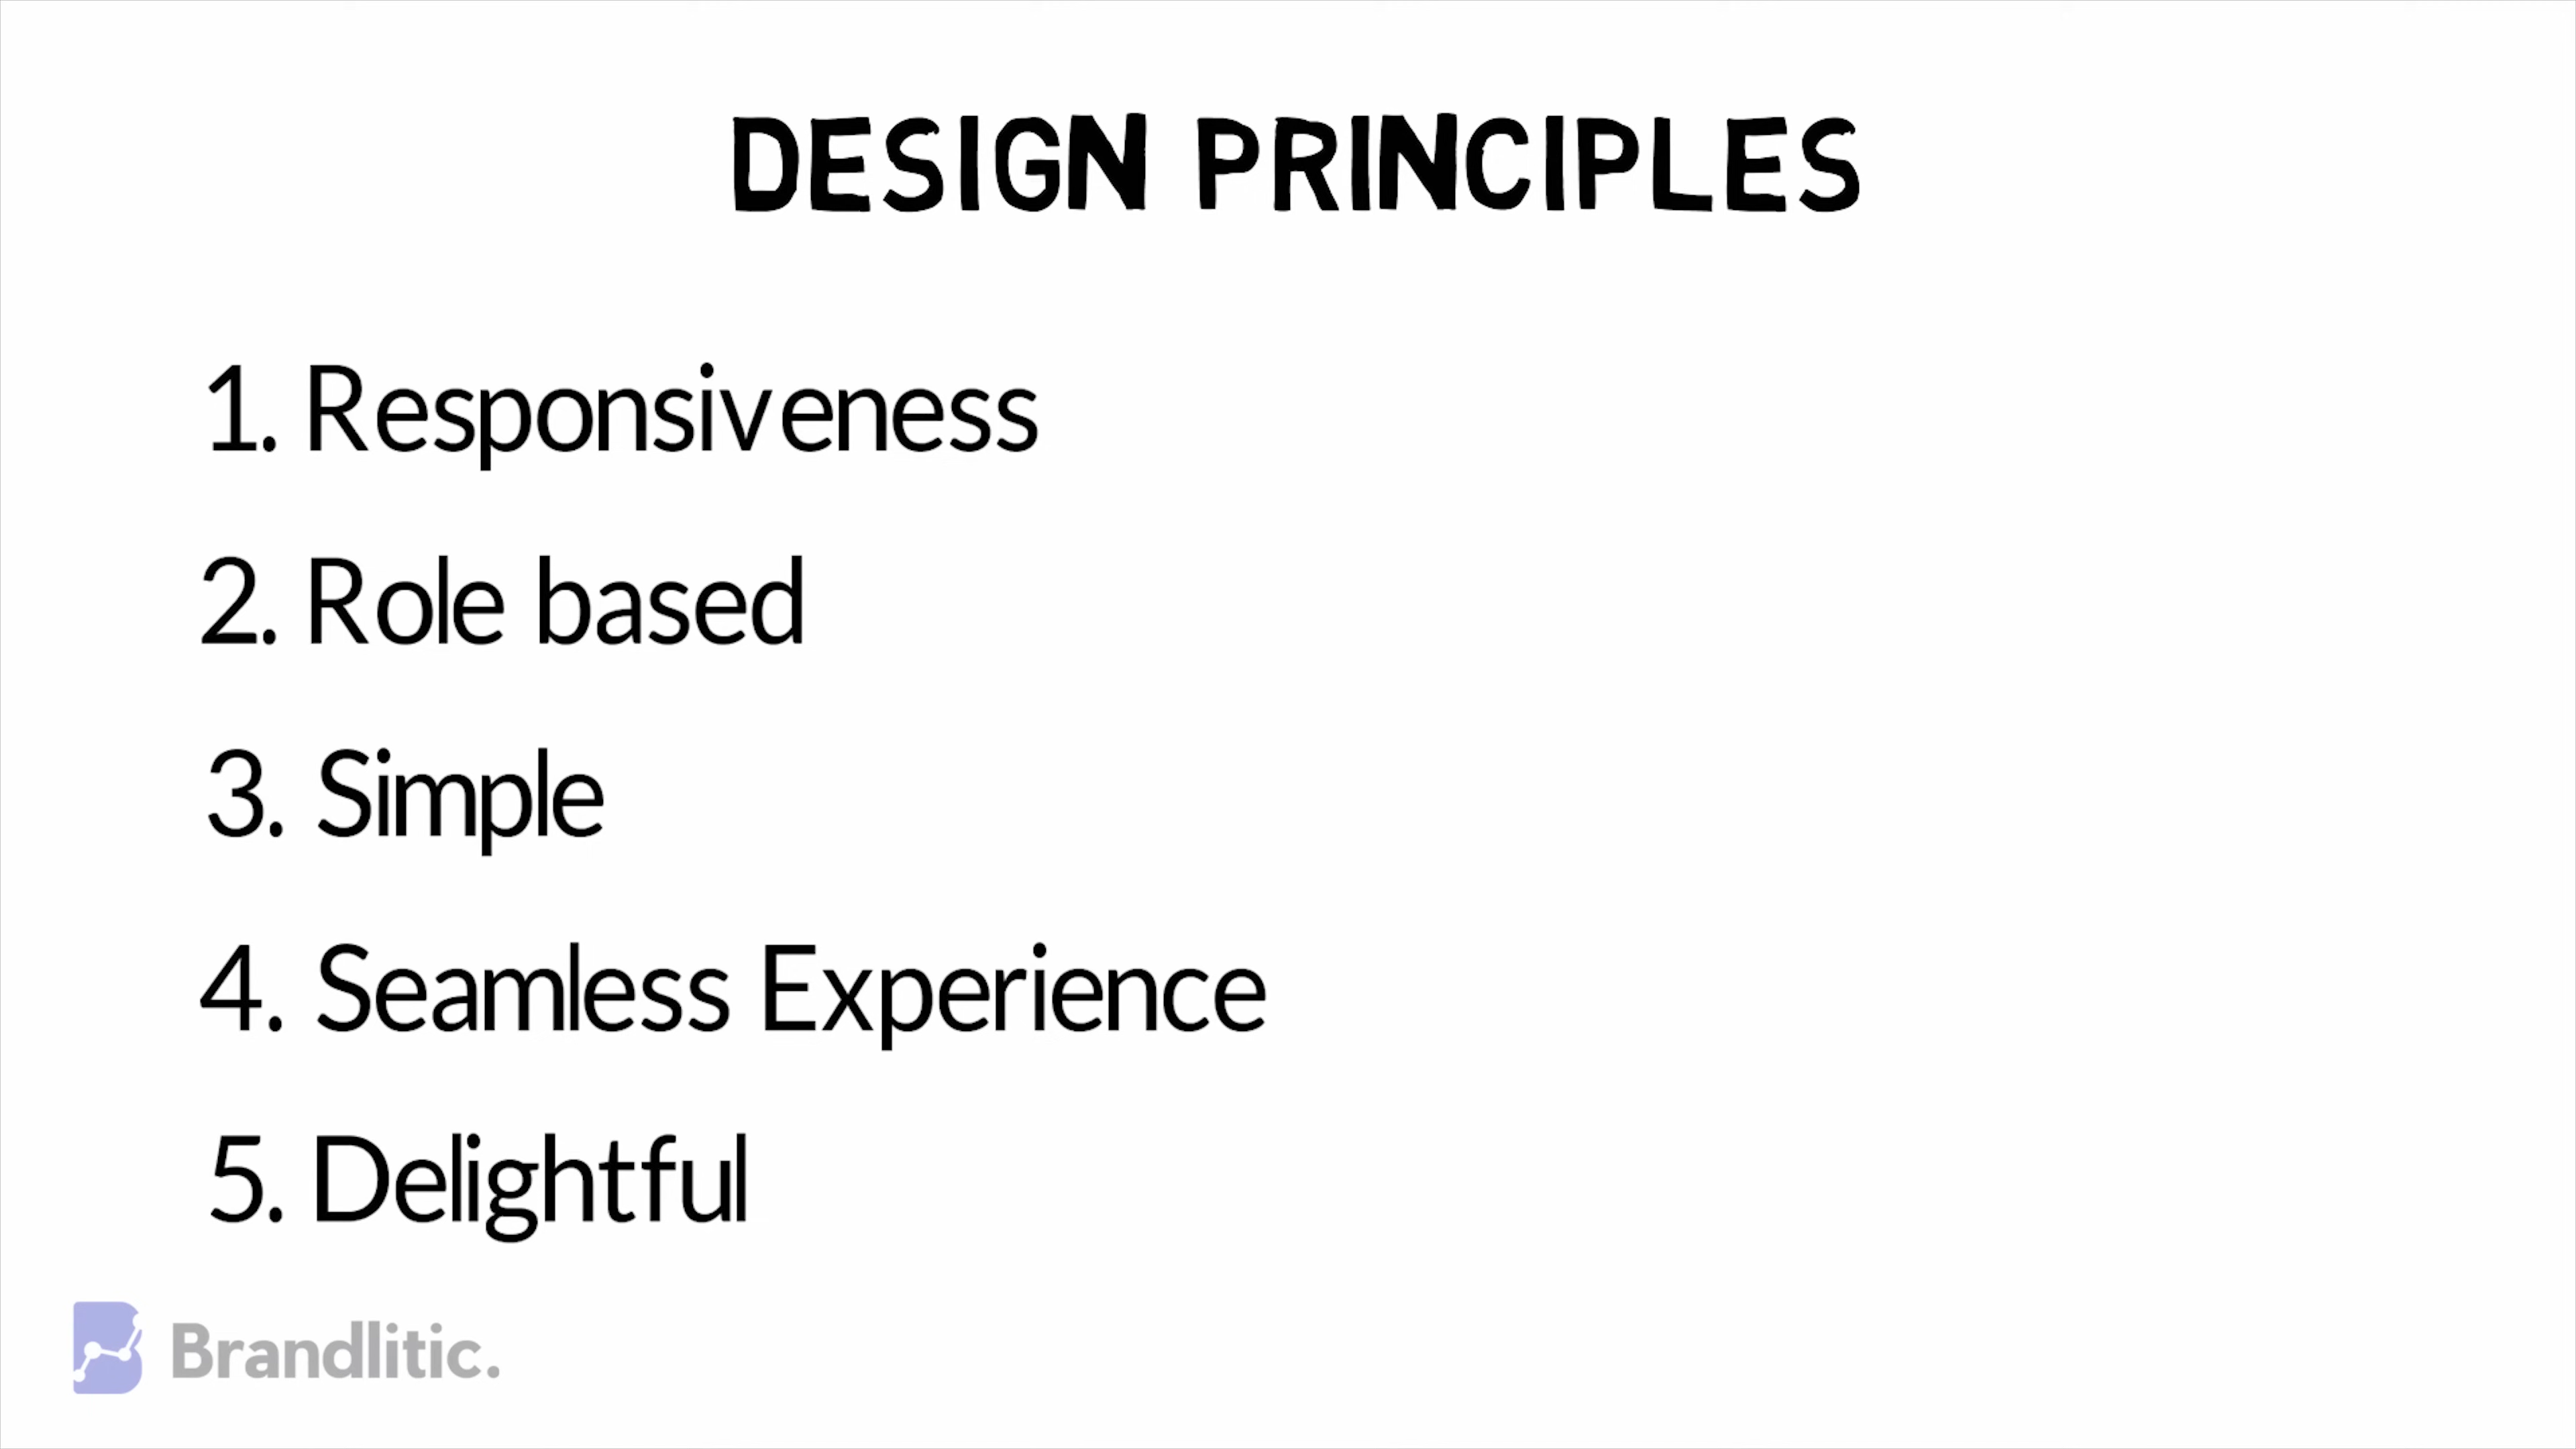 DESIGN PRINCIPLES
1. Responsiveness
2. Role based
3. Simple
4. Seamless Experience
5. Delightful
Brandlitic.